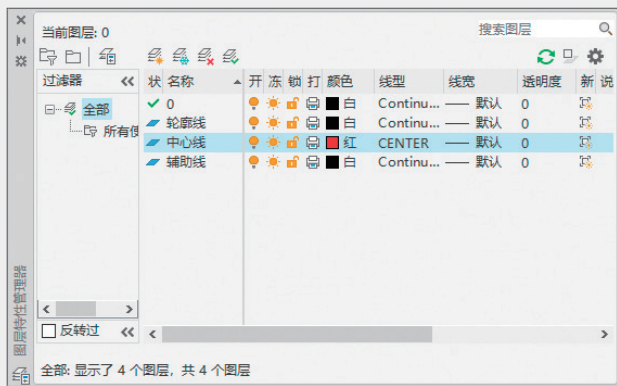 当前图层: 0
搜索图层
过滤器
全部
所有使
状 名称 开 冻 锁 打 颜色 线型 线宽 透明度 新 说
0 白 Continu... 默认 0
轮廓线 白 Continu... 默认 0
中心线 红 CENTER 默认 0
辅助线 白 Continu... 默认 0
反转过
图层特性管理器
全部: 显示了 4 个图层，共 4 个图层